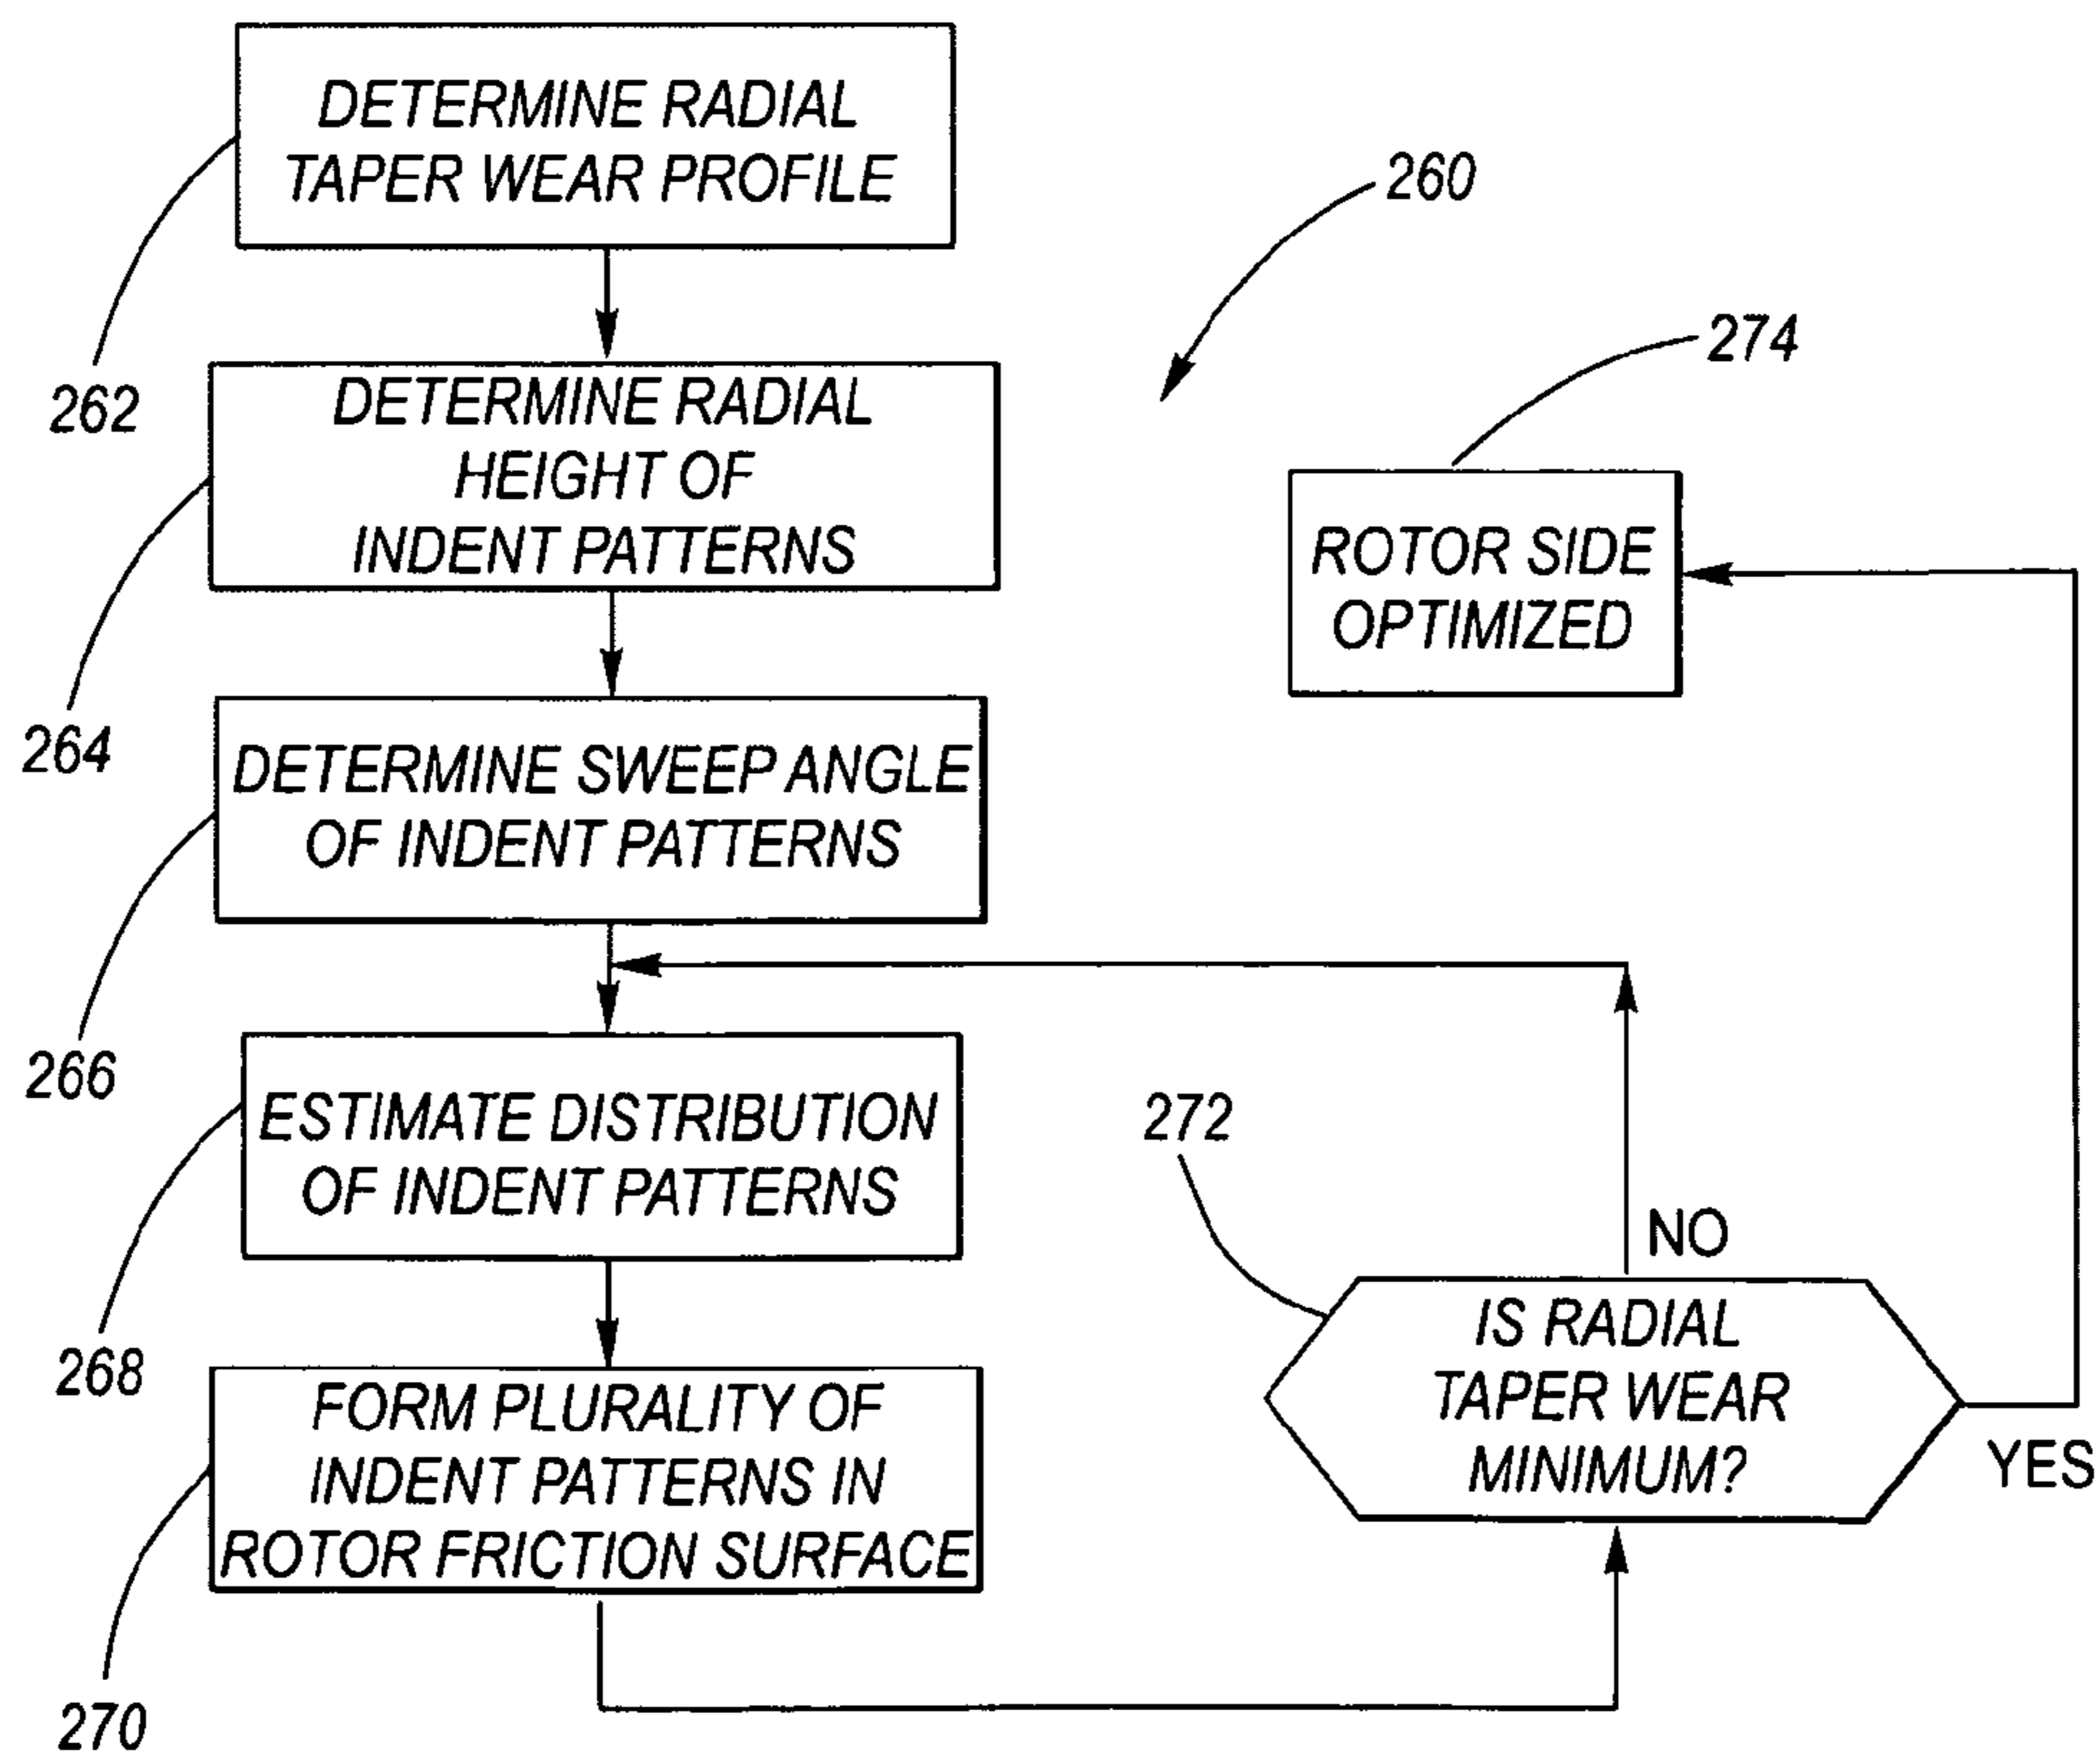 DETERMINE RADIAL
TAPER WEAR PROFILE
260
274
262
DETERMINE RADIAL
HEIGHT OF
INDENT PATTERNS
ROTOR SIDE
OPTIMIZED
264
DETERMINE SWEEP ANGLE
OF INDENT PATTERNS
266
ESTIMATE DISTRIBUTION
OF INDENT PATTERNS
272
NO
268
IS RADIAL
TAPER WEAR
MINIMUM?
YES
FORM PLURALITY OF
INDENT PATTERNS IN
ROTOR FRICTION SURFACE
270